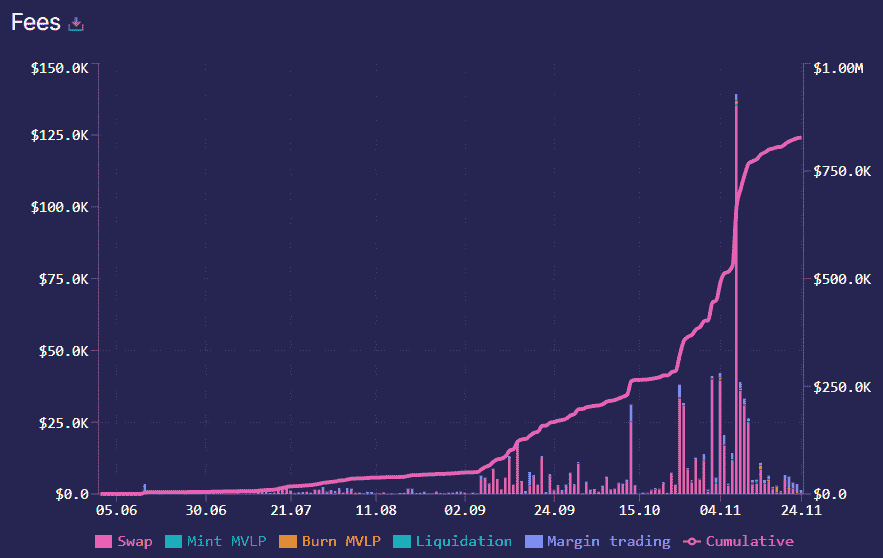 Fees
$150.0K $1.00M
$125.0K
$750.0K
$100.0K
$75.0K $500.0K
$50.0K
$250.0K
$25.0K
$0.0 $0.0
05.06 30.06 21.07 11.08 02.09 24.09 15.10 04.11 24.11
Swap Mint MVLP Burn MVLP Liquidation Margin trading Cumulative